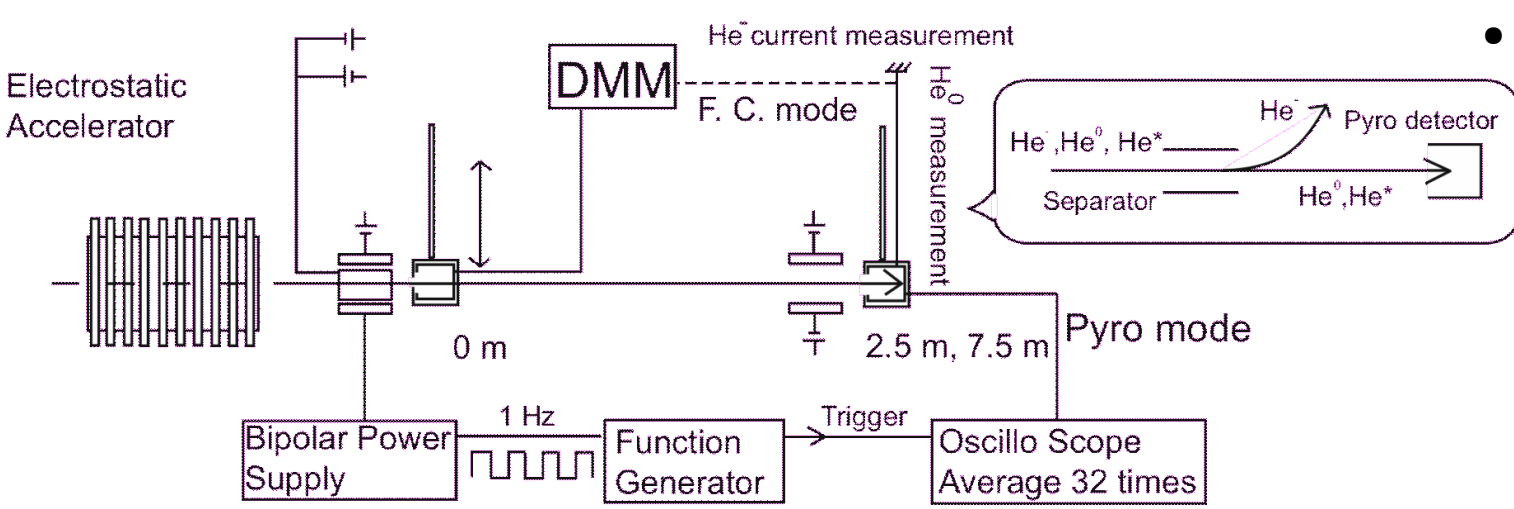 He⁻ current measurement
Electrostatic
Accelerator
DMM
F. C. mode
He⁰ measurement
He⁻
Pyro detector
He⁻,He⁰, He*
Separator
He⁰,He*
0 m
2.5 m, 7.5 m
Pyro mode
Bipolar Power
Supply
1 Hz
Function
Generator
Trigger
Oscillo Scope
Average 32 times